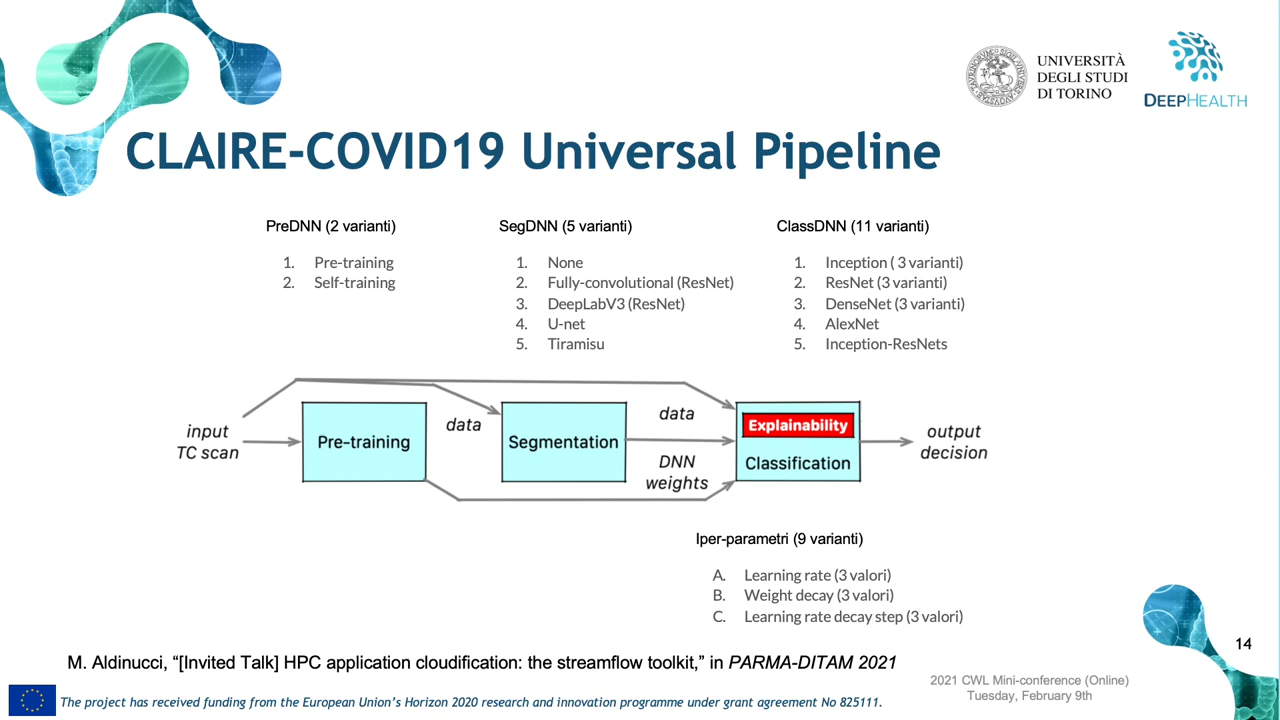 UNIVERSITÀ
DEGLI STUDI
DI TORINO
DEEPHEALTH
CLAIRE-COVID19 Universal Pipeline
PreDNN (2 varianti)
1. Pre-training
2. Self-training
SegDNN (5 varianti)
1. None
2. Fully-convolutional (ResNet)
3. DeepLabV3 (ResNet)
4. U-net
5. Tiramisu
ClassDNN (11 varianti)
1. Inception ( 3 varianti)
2. ResNet (3 varianti)
3. DenseNet (3 varianti)
4. AlexNet
5. Inception-ResNets
input
TC scan
Pre-training
data
Segmentation
data
DNN
weights
Explainability
Classification
output
decision
Iper-parametri (9 varianti)
A. Learning rate (3 valori)
B. Weight decay (3 valori)
C. Learning rate decay step (3 valori)
14
M. Aldinucci, “[Invited Talk] HPC application cloudification: the streamflow toolkit,” in PARMA-DITAM 2021
2021 CWL Mini-conference (Online)
Tuesday, February 9th
The project has received funding from the European Union’s Horizon 2020 research and innovation programme under grant agreement No 825111.